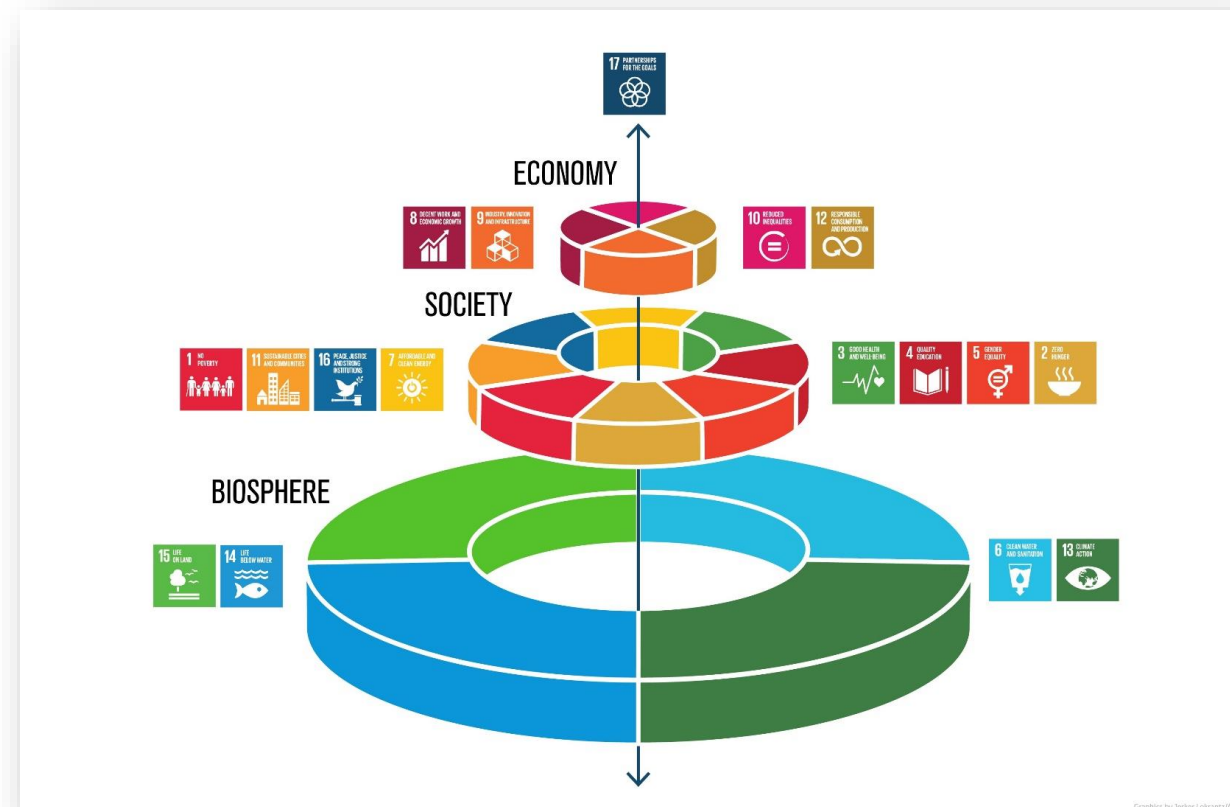 17 PARTNERSHIPS
FOR THE GOALS
ECONOMY
8 DECENT WORK AND
ECONOMIC GROWTH
9 INDUSTRY, INNOVATION
AND INFRASTRUCTURE
10 REDUCED
INEQUALITIES
12 RESPONSIBLE
CONSUMPTION
AND PRODUCTION
SOCIETY
1 NO
POVERTY
11 SUSTAINABLE CITIES
AND COMMUNITIES
16 PEACE, JUSTICE
AND STRONG
INSTITUTIONS
7 AFFORDABLE AND
CLEAN ENERGY
3 GOOD HEALTH
AND WELL-BEING
4 QUALITY
EDUCATION
5 GENDER
EQUALITY
2 ZERO
HUNGER
BIOSPHERE
15 LIFE
ON LAND
14 LIFE
BELOW WATER
6 CLEAN WATER
AND SANITATION
13 CLIMATE
ACTION
Graphics by